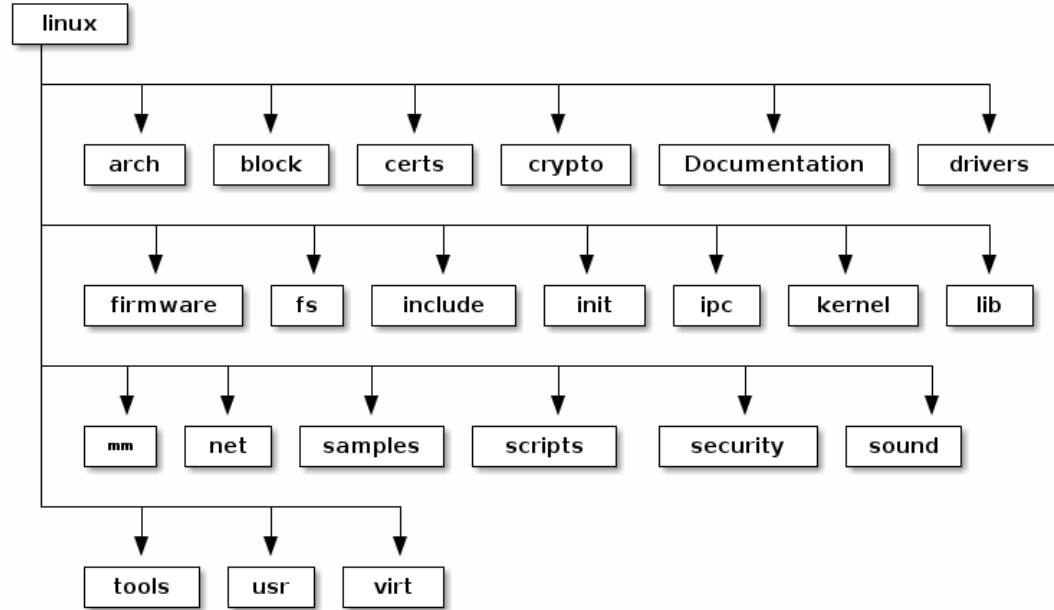 linux
arch block certs crypto Documentation drivers
firmware fs include init ipc kernel lib
mm net samples scripts security sound
tools usr virt